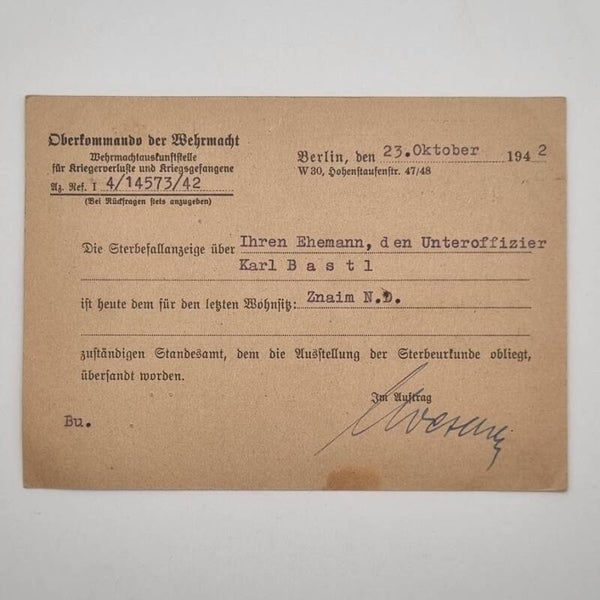 Oberkommando der Wehrmacht
Wehrmachtauskunftstelle
für Kriegerverluste und Kriegsgefangene
Az. Ref. I 4/14573/42
(Bei Rückfragen stets anzugeben)
Berlin, den 23.Oktober 1942
W 30, Hohenstaufenstr. 47/48
Die Sterbefallanzeige über Ihren Ehemann, den Unteroffizier
Karl B a s t l
ist heute dem für den letzten Wohnsitz: Znaim N.D.
zuständigen Standesamt, dem die Ausstellung der Sterbeurkunde obliegt,
übersandt worden.
Im Auftrag
Bu.